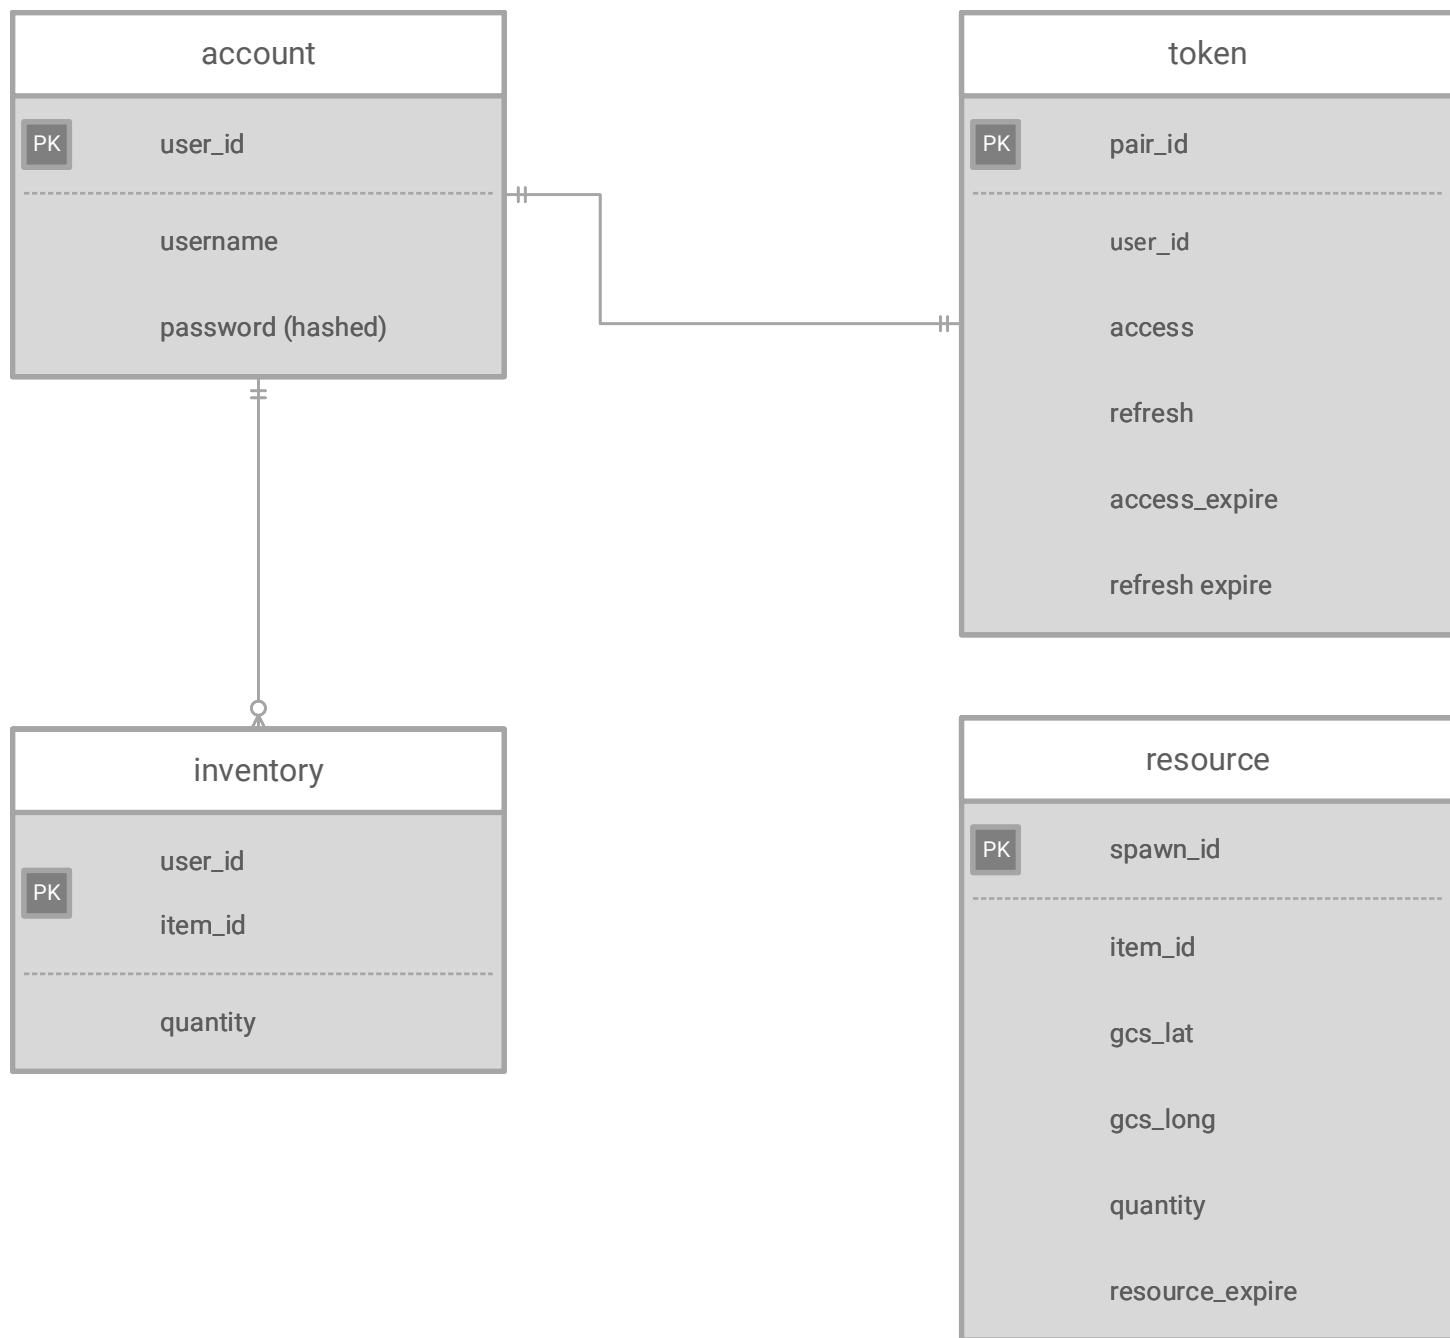 account
PK
user_id
username
password (hashed)
token
PK
pair_id
user_id
access
refresh
access_expire
refresh expire
inventory
user_id
PK
item_id
quantity
resource
PK
spawn_id
item_id
gcs_lat
gcs_long
quantity
resource_expire